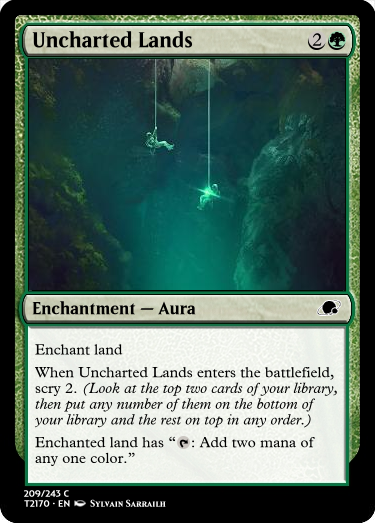 Uncharted Lands 2
Enchantment — Aura
Enchant land
When Uncharted Lands enters the battlefield,
scry 2. (Look at the top two cards of your library,
then put any number of them on the bottom of
your library and the rest on top in any order.)
Enchanted land has “: Add two mana of
any one color.”
209/243 C
T2170 • EN Sylvain Sarrailh